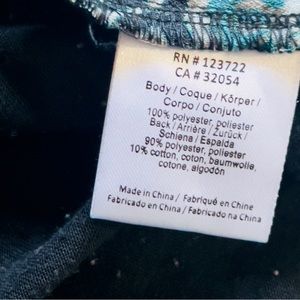 RN # 123722
CA # 32054
Body / Coque / Körper /
Corpo / Conjuto
100% polyester, poliester
Back / Arrière / Zurück /
Schiena / Espalda
90% polyester, poliester
10% cotton, coton, baumwolle,
cotone, algodón
Made in China / Fabriqué en Chine
Fabricado en China / Fabricado na China